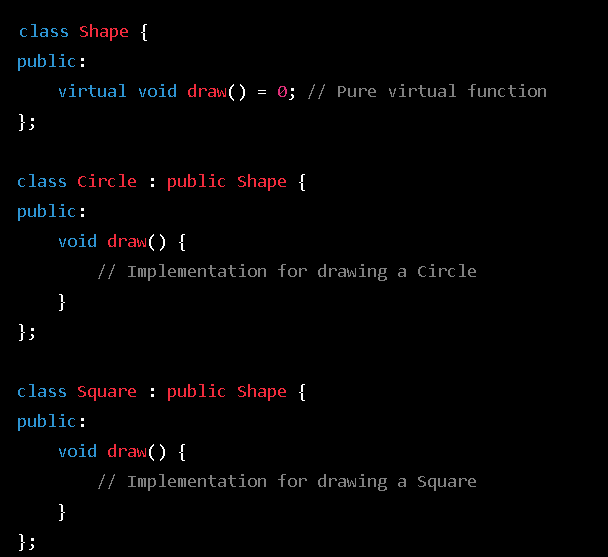 class Shape {
public:
    virtual void draw() = 0; // Pure virtual function
};

class Circle : public Shape {
public:
    void draw() {
        // Implementation for drawing a Circle
    }
};

class Square : public Shape {
public:
    void draw() {
        // Implementation for drawing a Square
    }
};